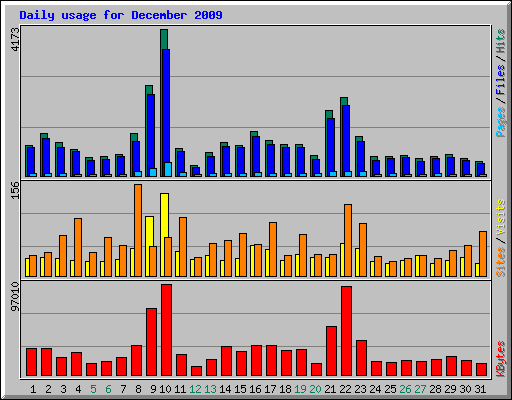 Daily usage for December 2009
4173
Pages / Files / Hits
156
Sites / Visits
97010
KBytes
1 2 3 4 5 6 7 8 9 10 11 12 13 14 15 16 17 18 19 20 21 22 23 24 25 26 27 28 29 30 31